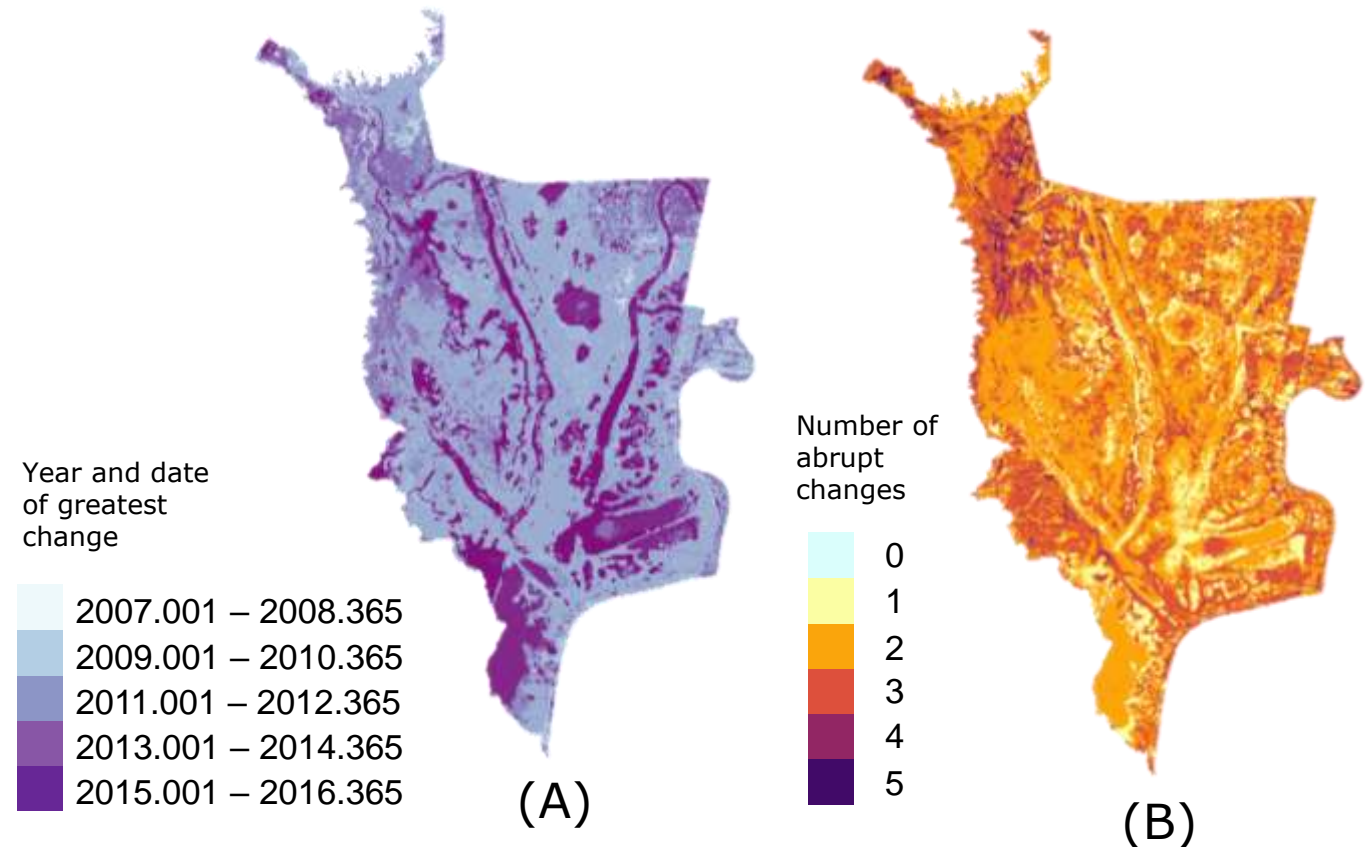 Year and date
of greatest
change
2007.001 – 2008.365
2009.001 – 2010.365
2011.001 – 2012.365
2013.001 – 2014.365
2015.001 – 2016.365
(A)
Number of
abrupt
changes
0
1
2
3
4
5
(B)